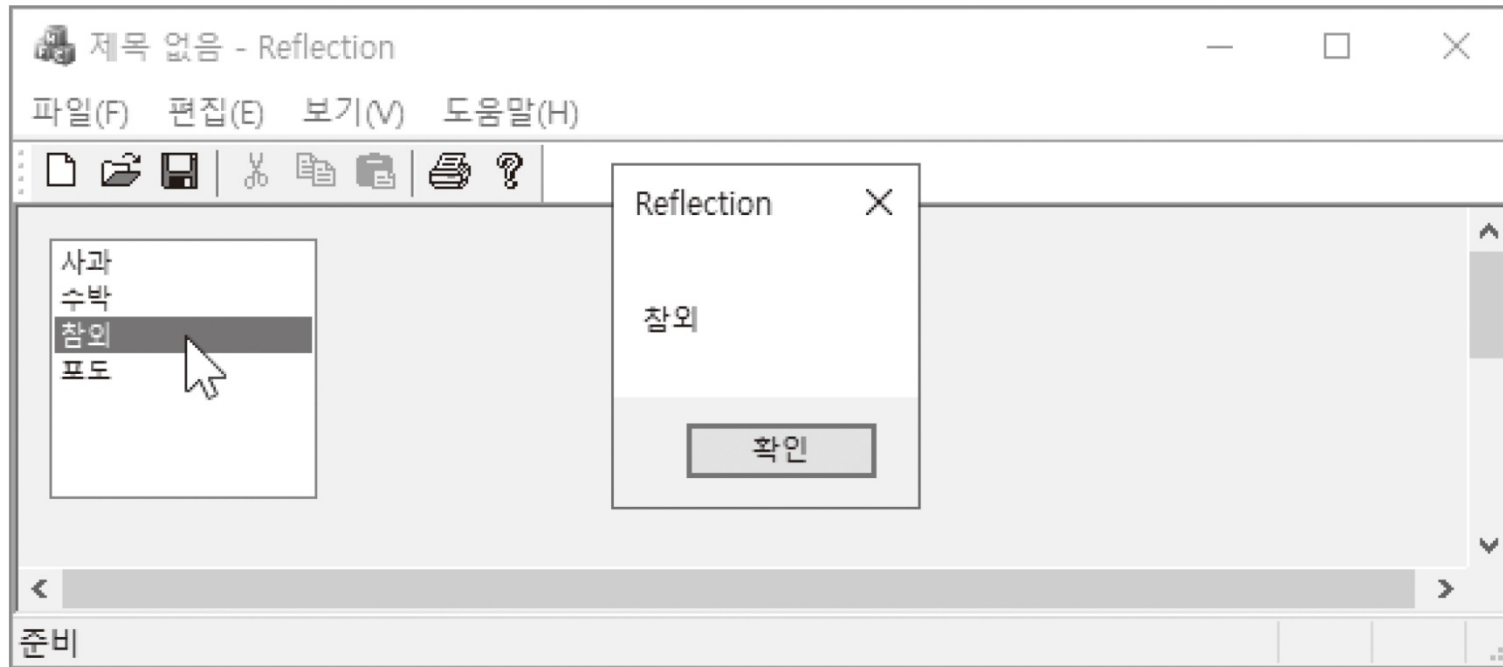 제목 없음 - Reflection
파일(F) 편집(E) 보기(V) 도움말(H)
Reflection
사과
수박
참외
포도
참외
확인
준비